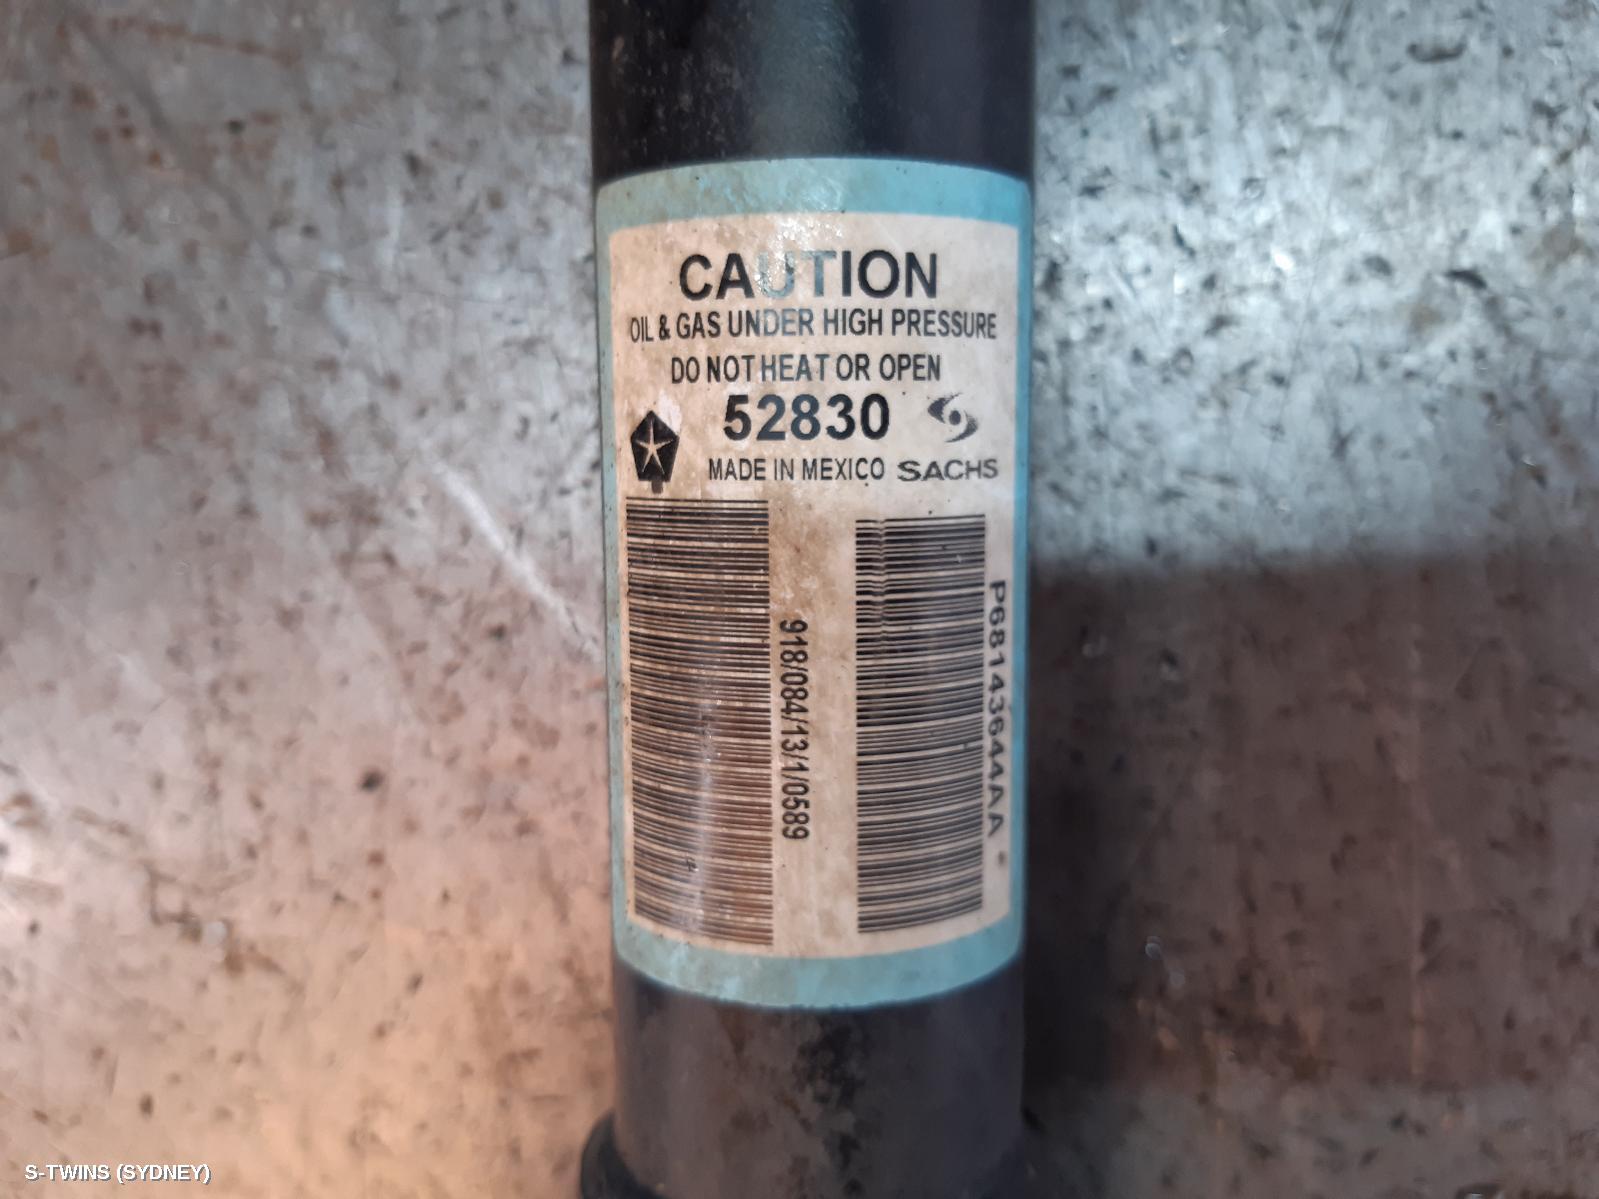 CAUTION
OIL & GAS UNDER HIGH PRESSURE
DO NOT HEAT OR OPEN
52830
MADE IN MEXICO SACHS
918/084/13/1/0589
P68143644AA *
S-TWINS (SYDNEY)